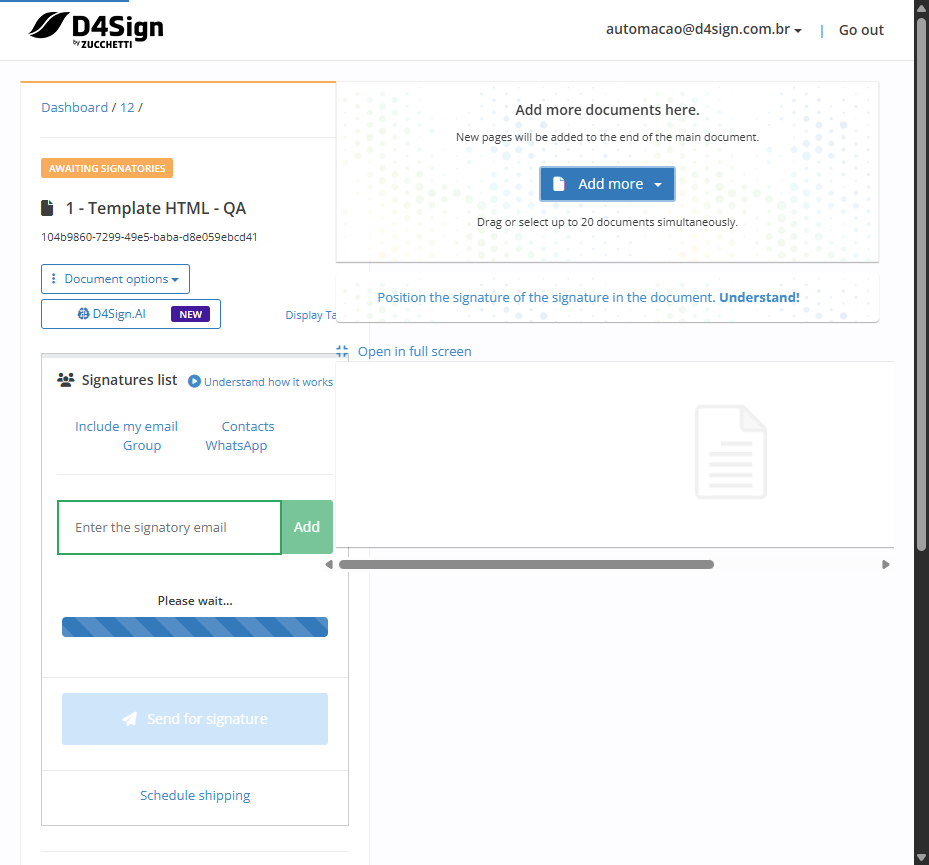 D4Sign
by ZUCCHETTI
automacao@d4sign.com.br
|
Go out
Dashboard / 12 /
AWAITING SIGNATORIES
1 - Template HTML - QA
104b9860-7299-49e5-baba-d8e059ebcd41
Document options
D4Sign.AI NEW
Display Ta
Signatures list
Understand how it works
Include my email
Contacts
Group
WhatsApp
Enter the signatory email
Add
Please wait...
Send for signature
Schedule shipping
Add more documents here.
New pages will be added to the end of the main document.
Add more
Drag or select up to 20 documents simultaneously.
Position the signature of the signature in the document. Understand!
Open in full screen